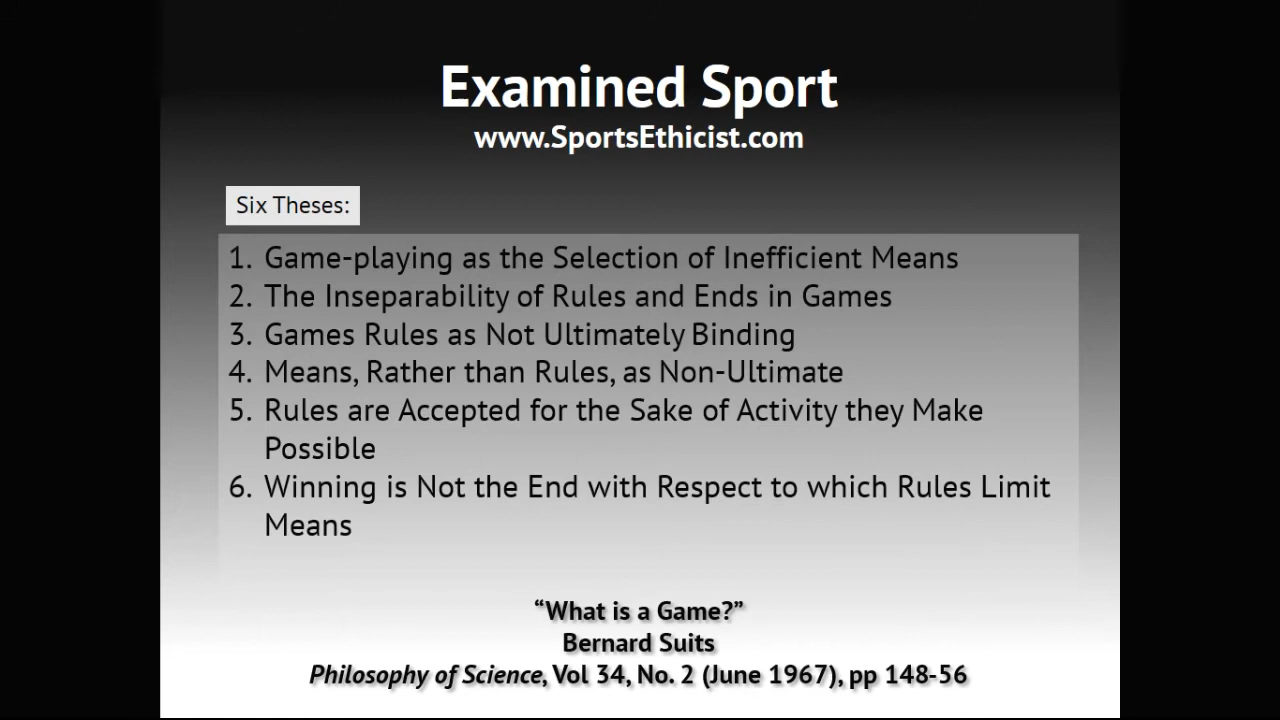 Examined Sport
www.SportsEthicist.com
Six Theses:
1. Game-playing as the Selection of Inefficient Means
2. The Inseparability of Rules and Ends in Games
3. Games Rules as Not Ultimately Binding
4. Means, Rather than Rules, as Non-Ultimate
5. Rules are Accepted for the Sake of Activity they Make
Possible
6. Winning is Not the End with Respect to which Rules Limit
Means
“What is a Game?”
Bernard Suits
Philosophy of Science, Vol 34, No. 2 (June 1967), pp 148-56